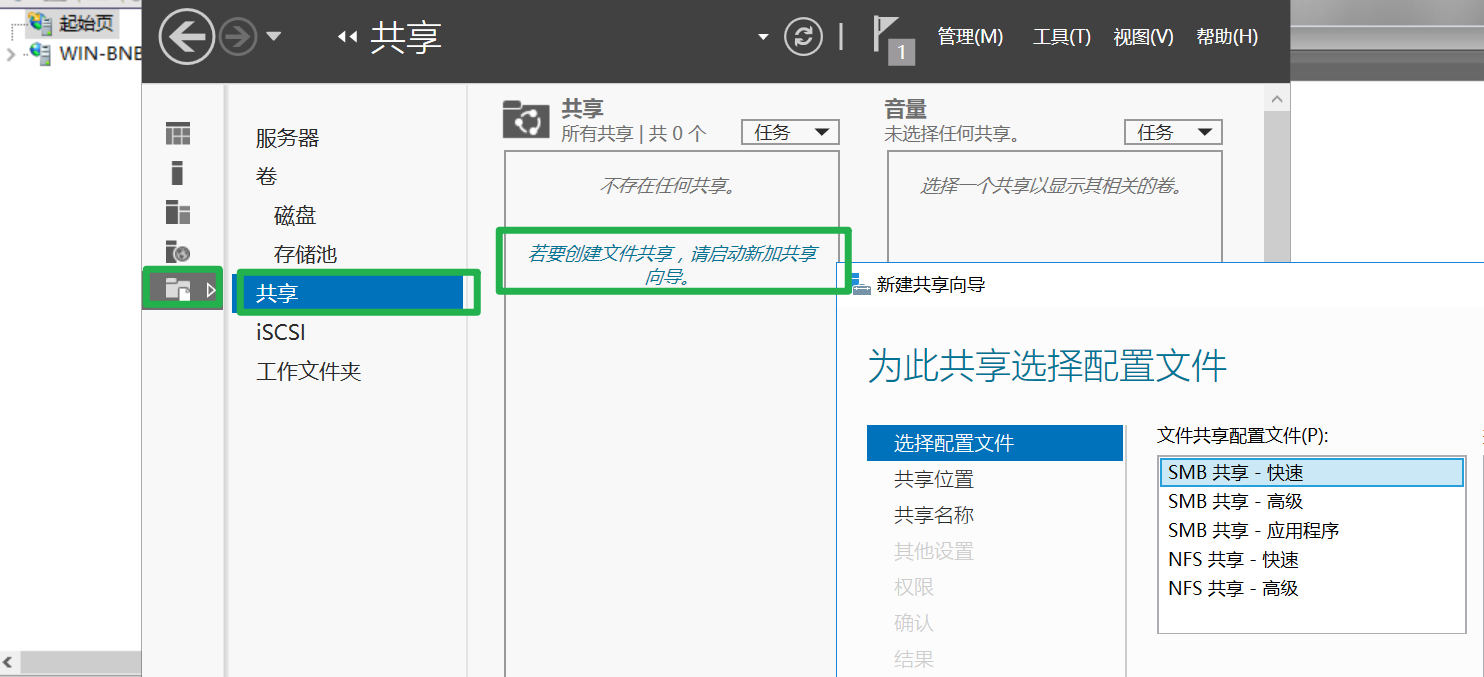 起始页
WIN-BNE
共享
1
管理(M)
工具(T)
视图(V)
帮助(H)
服务器
卷
磁盘
存储池
共享
iSCSI
工作文件夹
共享
所有共享 | 共 0 个
任务
不存在任何共享。
若要创建文件共享，请启动新加共享
向导。
音量
未选择任何共享。
任务
选择一个共享以显示其相关的卷。
新建共享向导
为此共享选择配置文件
选择配置文件
共享位置
共享名称
其他设置
权限
确认
结果
文件共享配置文件(P):
SMB 共享 - 快速
SMB 共享 - 高级
SMB 共享 - 应用程序
NFS 共享 - 快速
NFS 共享 - 高级